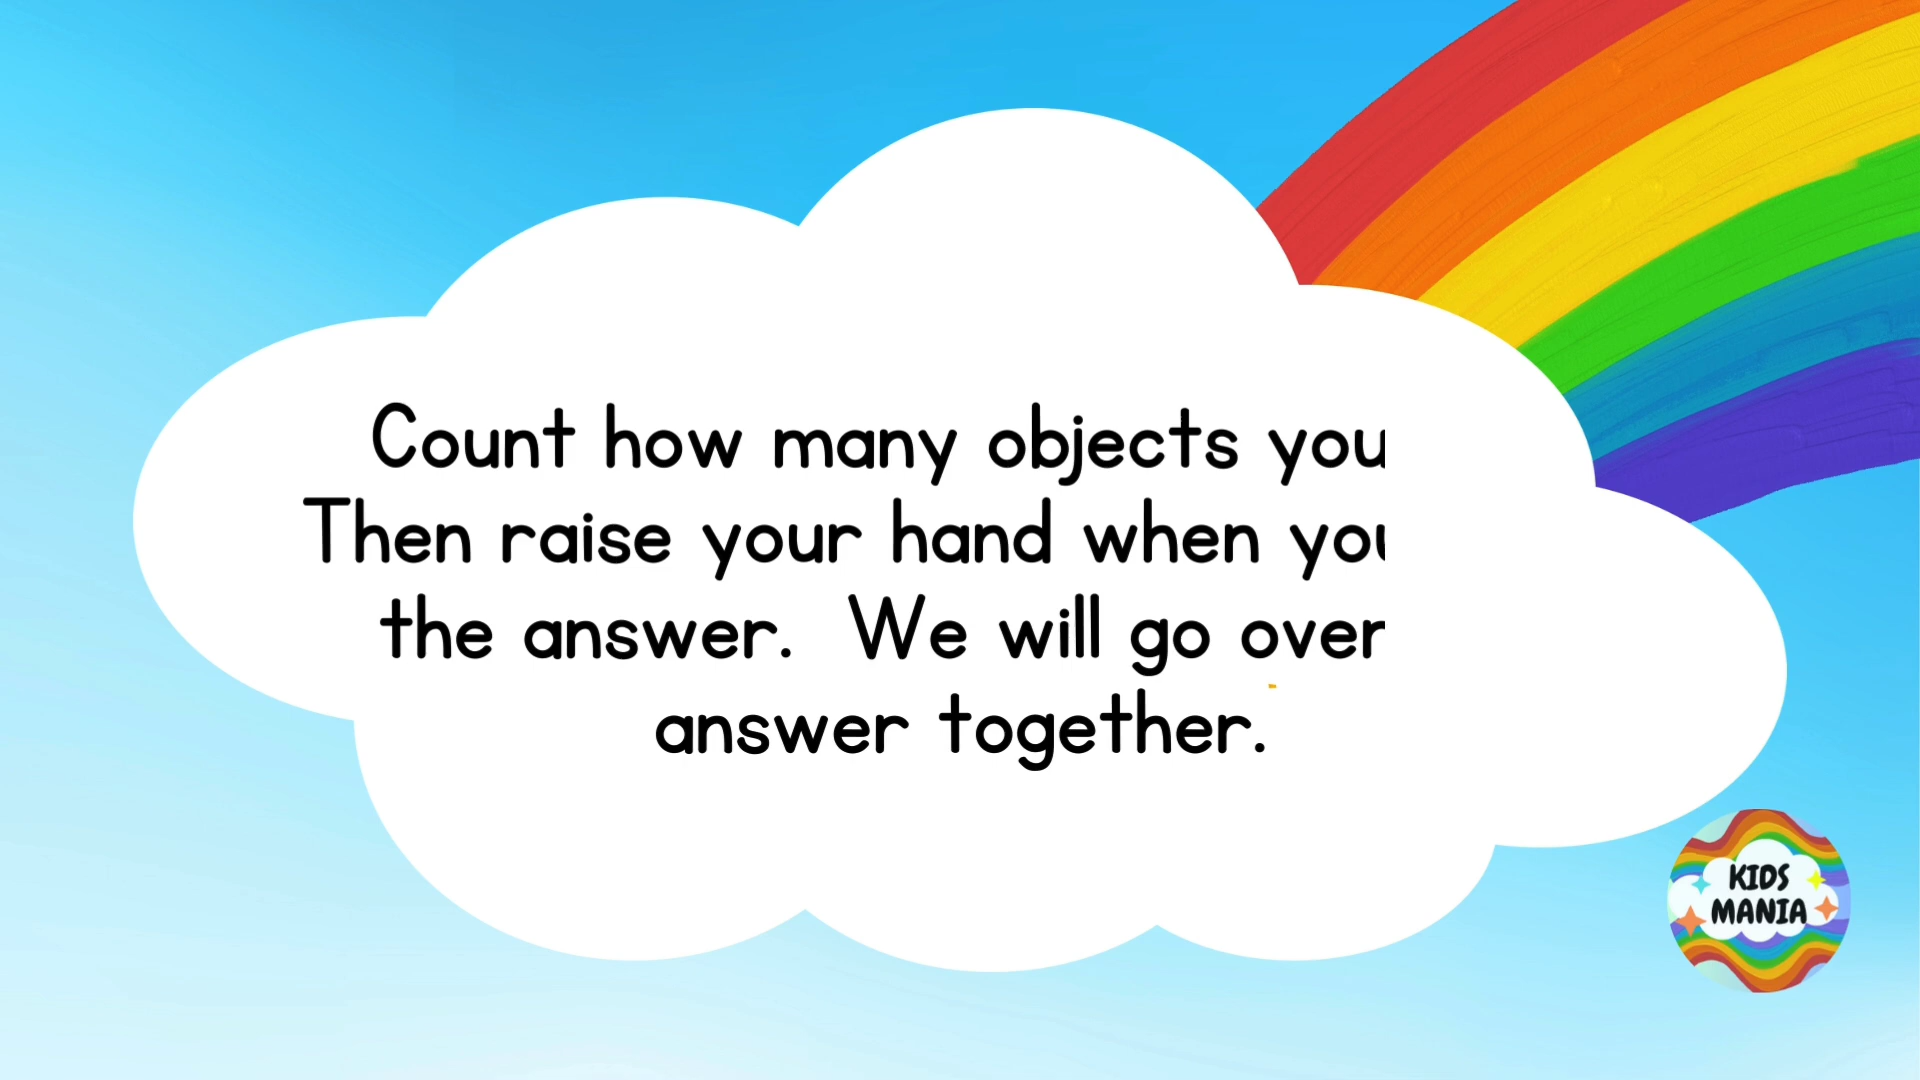 Count how many objects you
Then raise your hand when you
the answer. We will go over
answer together.
KIDS
MANIA